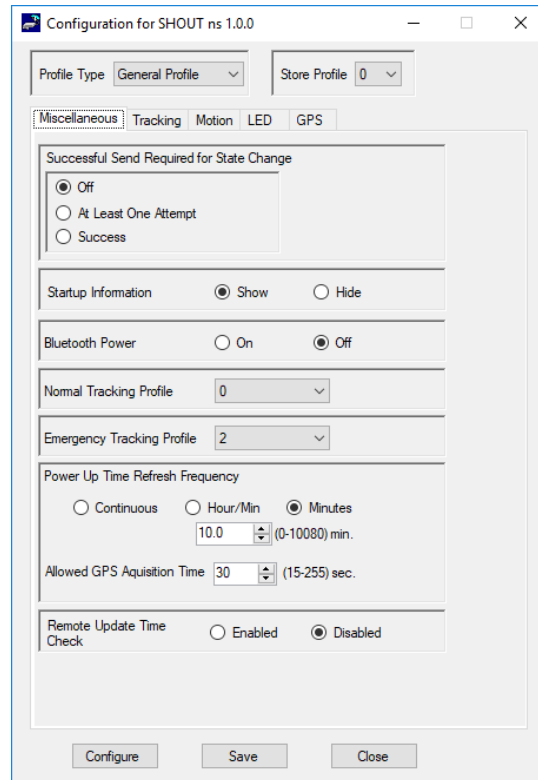 Configuration for SHOUT ns 1.0.0
Profile Type General Profile Store Profile 0
Miscellaneous Tracking Motion LED GPS
Successful Send Required for State Change
Off
At Least One Attempt
Success
Startup Information Show Hide
Bluetooth Power On Off
Normal Tracking Profile 0
Emergency Tracking Profile 2
Power Up Time Refresh Frequency
Continuous Hour/Min Minutes
10.0 (0-10080) min.
Allowed GPS Aquisition Time 30 (15-255) sec.
Remote Update Time
Check Enabled Disabled
Configure Save Close